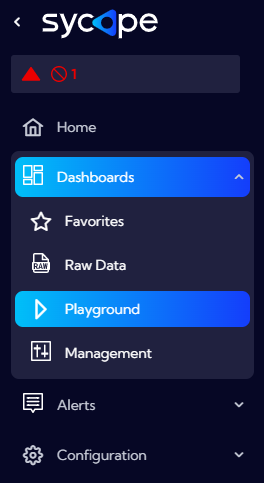 sycope
1
Home
Dashboards
Favorites
RAW
Raw Data
Playground
Management
Alerts
Configuration